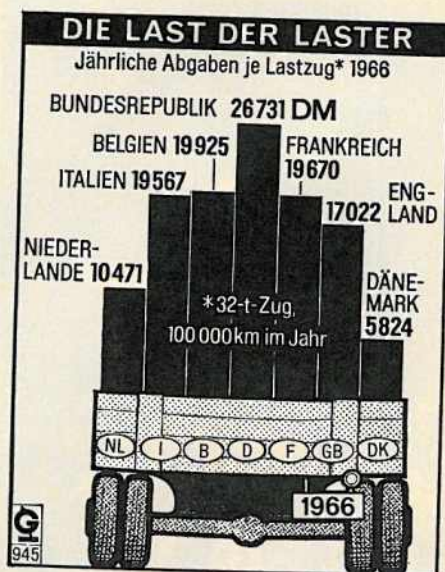 DIE LAST DER LASTER
Jährliche Abgaben je Lastzug* 1966
BUNDESREPUBLIK 26731 DM
BELGIEN 19925
FRANKREICH
19670
ITALIEN 19567
17022 ENG-
LAND
NIEDER-
LANDE 10471
DÄNE-
MARK
5824
*32-t-Zug,
100 000 km im Jahr
NL I B D F GB DK
1966
G
945